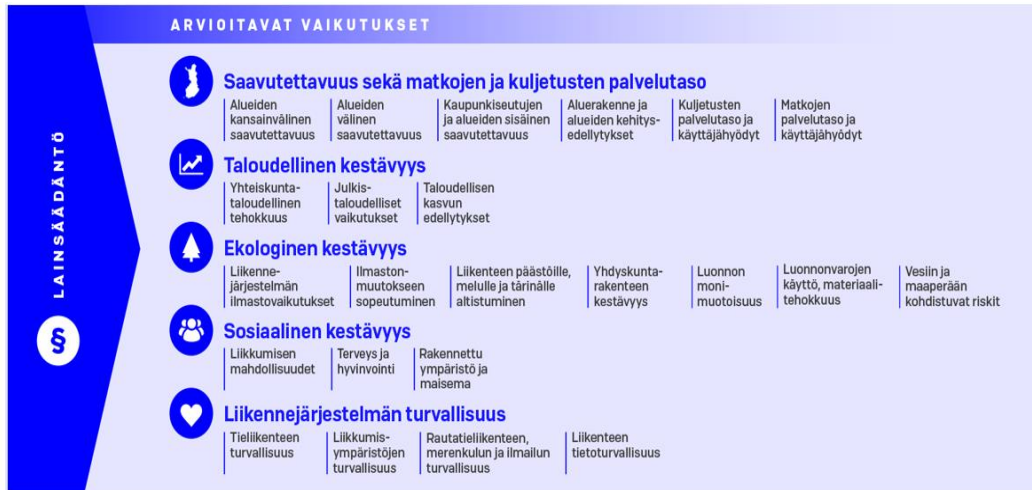 ARVIOITAVAT VAIKUTUKSET
LAINSÄÄDÄNTÖ
§
Saavutettavuus sekä matkojen ja kuljetusten palvelutaso
Alueiden
kansainvälinen
saavutettavuus
Alueiden
välinen
saavutettavuus
Kaupunkiseutujen
ja alueiden sisäinen
saavutettavuus
Aluerakenne ja
alueiden kehitys-
edellytykset
Kuljetusten
palvelutaso ja
käyttäjähyödyt
Matkojen
palvelutaso ja
käyttäjähyödyt
Taloudellinen kestävyys
Yhteiskunta-
taloudellinen
tehokkuus
Julkis-
taloudelliset
vaikutukset
Taloudellisen
kasvun
edellytykset
Ekologinen kestävyys
Liikenne-
järjestelmän
ilmastovaikutukset
Ilmaston-
muutokseen
sopeutuminen
Liikenteen päästöille,
melulle ja tärinälle
altistuminen
Yhdyskunta-
rakenteen
kestävyys
Luonnon
moni-
muotoisuus
Luonnonvarojen
käyttö, materiaali-
tehokkuus
Vesiin ja
maaperään
kohdistuvat riskit
Sosiaalinen kestävyys
Liikkumisen
mahdollisuudet
Terveys ja
hyvinvointi
Rakennettu
ympäristö ja
maisema
Liikennejärjestelmän turvallisuus
Tieliikenteen
turvallisuus
Liikkumis-
ympäristöjen
turvallisuus
Rautatieliikenteen,
merenkulun ja ilmailun
turvallisuus
Liikenteen
tietoturvallisuus